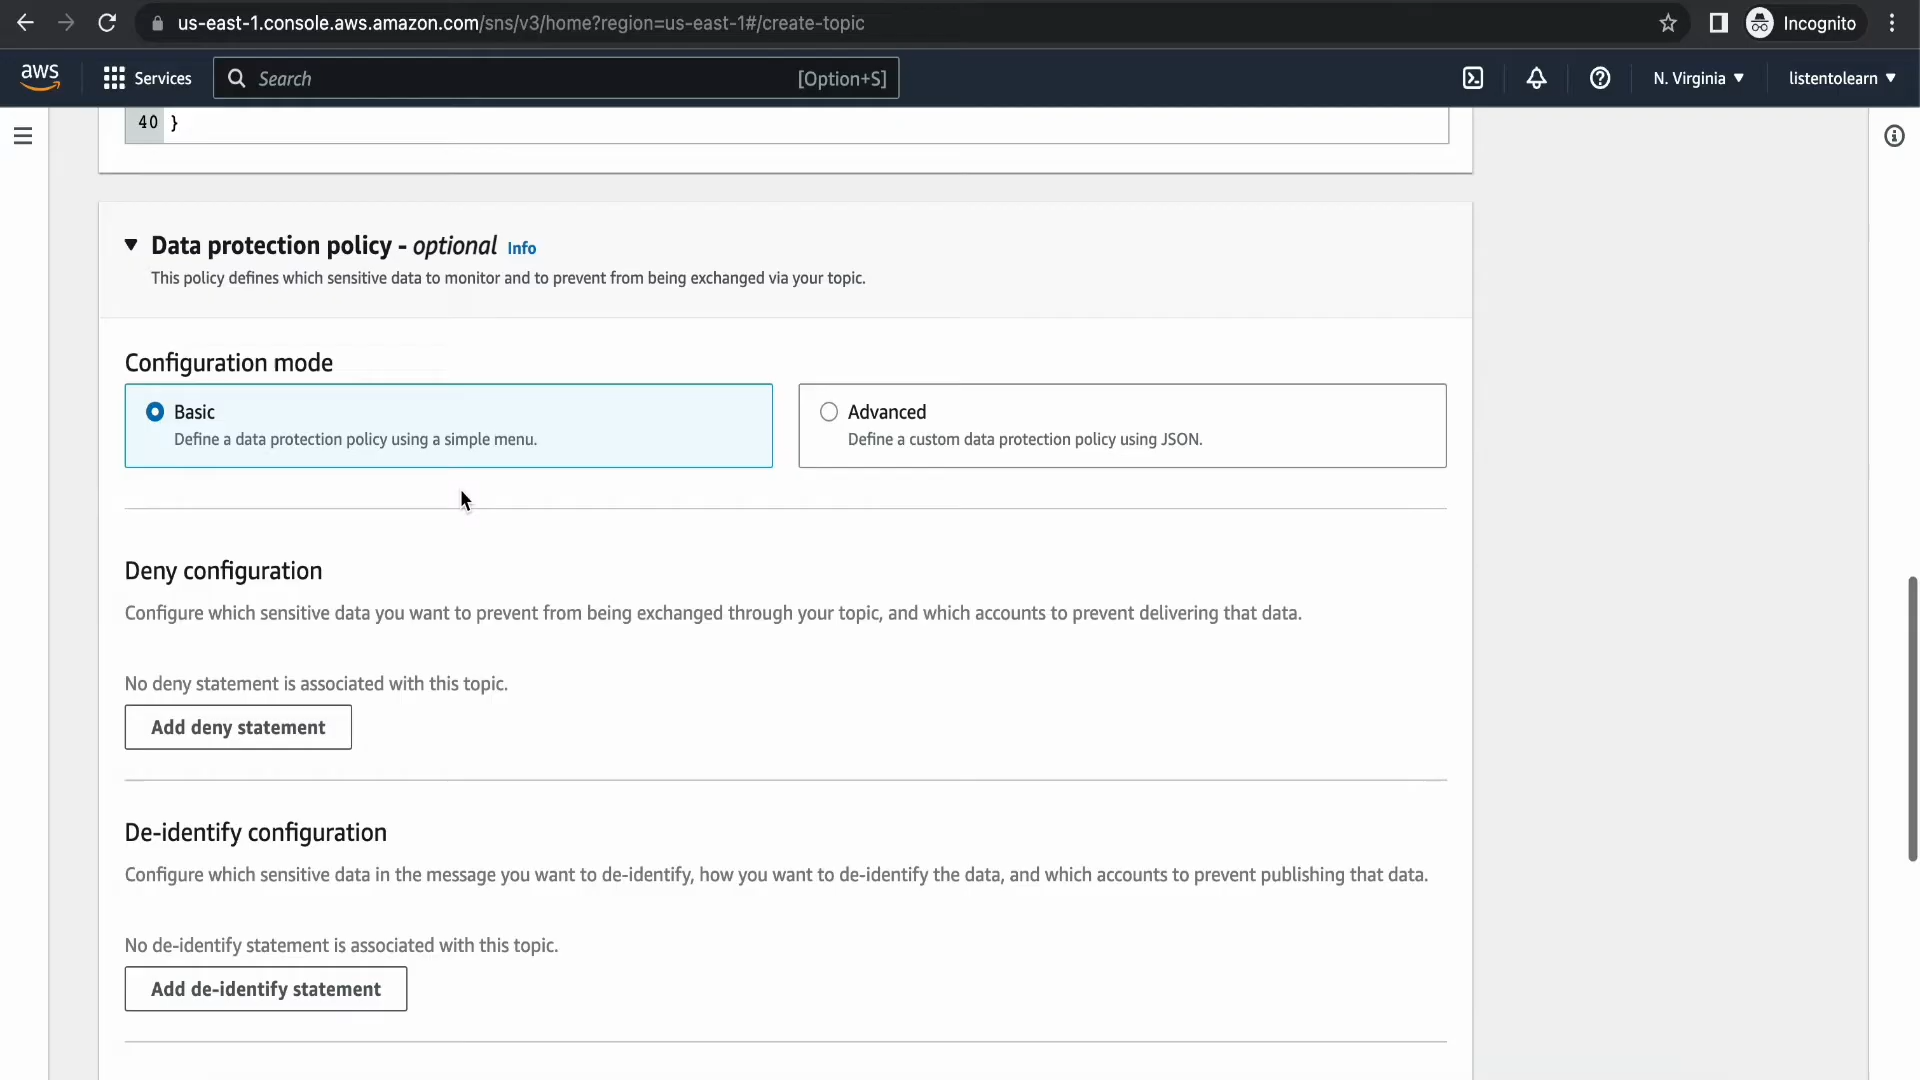 us-east-1.console.aws.amazon.com/sns/v3/home?region=us-east-1#/create-topic
Incognito
aws
Services
Search
[Option+S]
N. Virginia
listentolearn
40 }
Data protection policy - optional Info
This policy defines which sensitive data to monitor and to prevent from being exchanged via your topic.
Configuration mode
Basic
Define a data protection policy using a simple menu.
Advanced
Define a custom data protection policy using JSON.
Deny configuration
Configure which sensitive data you want to prevent from being exchanged through your topic, and which accounts to prevent delivering that data.
No deny statement is associated with this topic.
Add deny statement
De-identify configuration
Configure which sensitive data in the message you want to de-identify, how you want to de-identify the data, and which accounts to prevent publishing that data.
No de-identify statement is associated with this topic.
Add de-identify statement